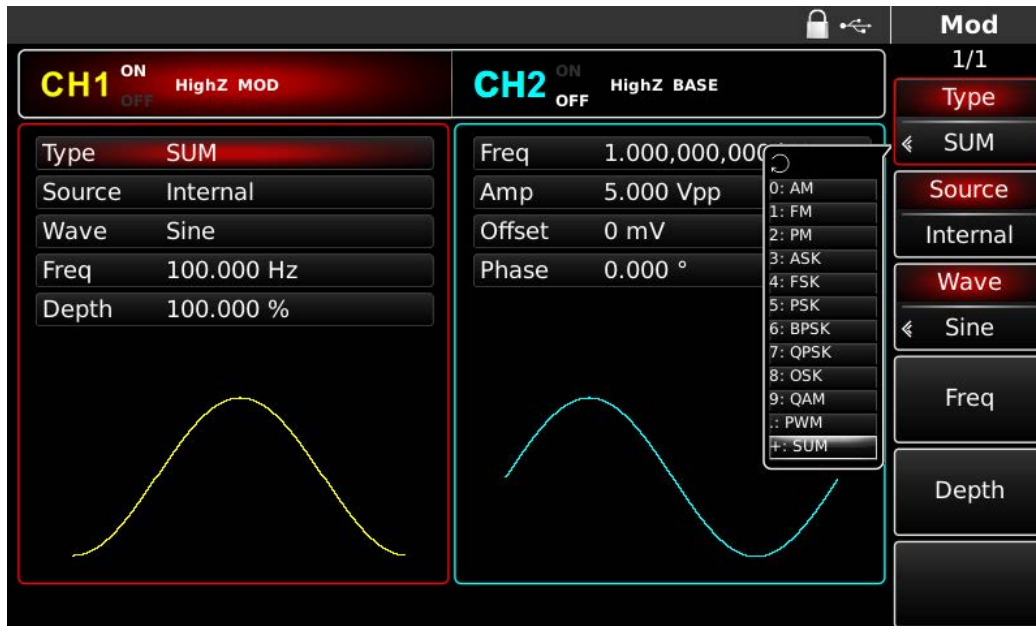 Mod
1/1
CH1 ON OFF HighZ MOD
CH2 ON OFF HighZ BASE
Type SUM
Source Internal
Wave Sine
Freq 100.000 Hz
Depth 100.000 %
Freq 1.000,000,000
Amp 5.000 Vpp
Offset 0 mV
Phase 0.000 °
0: AM
1: FM
2: PM
3: ASK
4: FSK
5: PSK
6: BPSK
7: QPSK
8: OSK
9: QAM
.: PWM
+: SUM
Type
SUM
Source
Internal
Wave
Sine
Freq
Depth